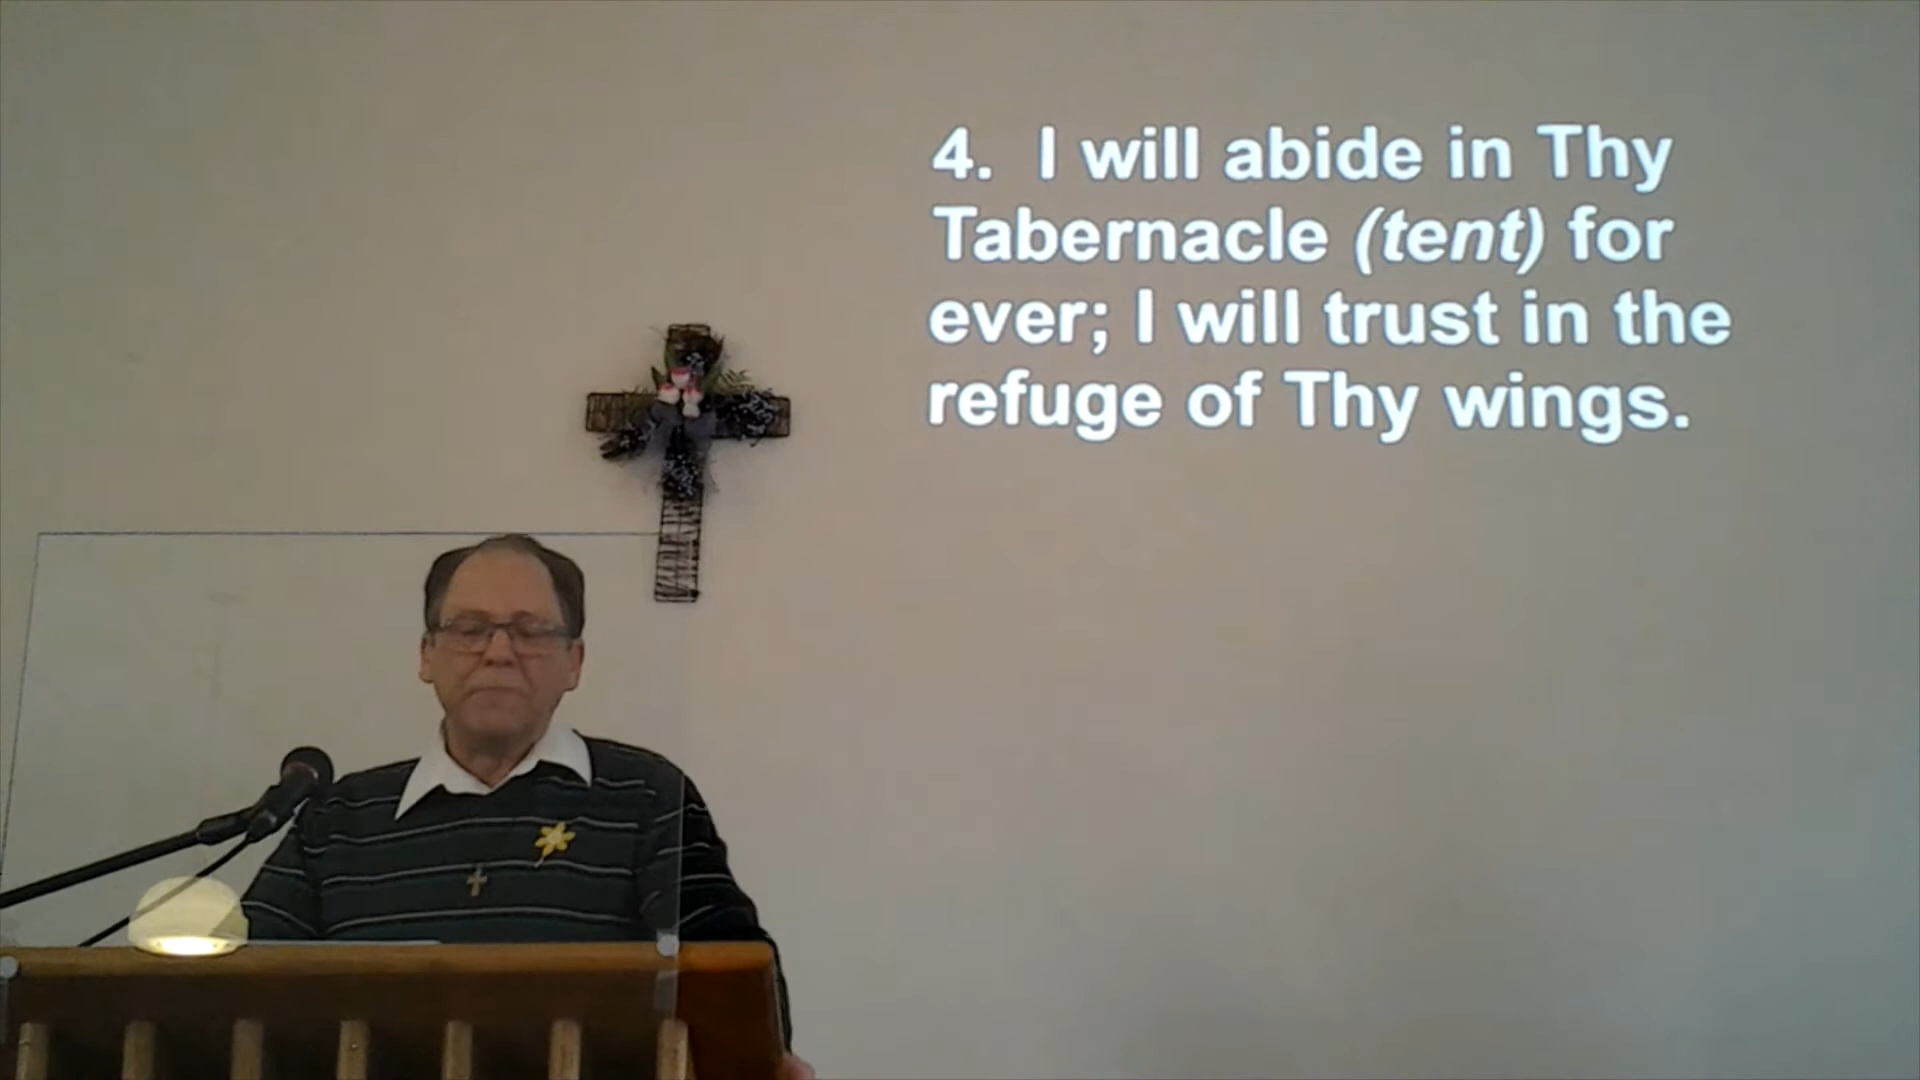 4. I will abide in Thy
Tabernacle (tent) for
ever; I will trust in the
refuge of Thy wings.